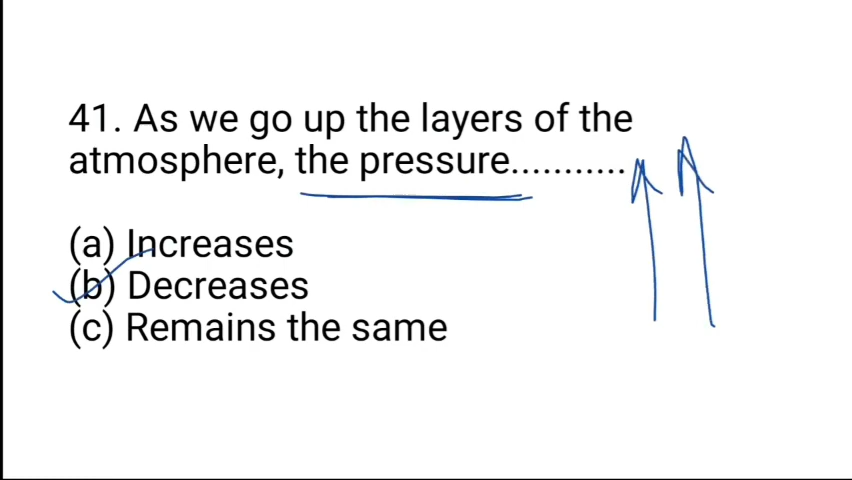 41. As we go up the layers of the
atmosphere, the pressure...........
(a) Increases
(b) Decreases
(c) Remains the same